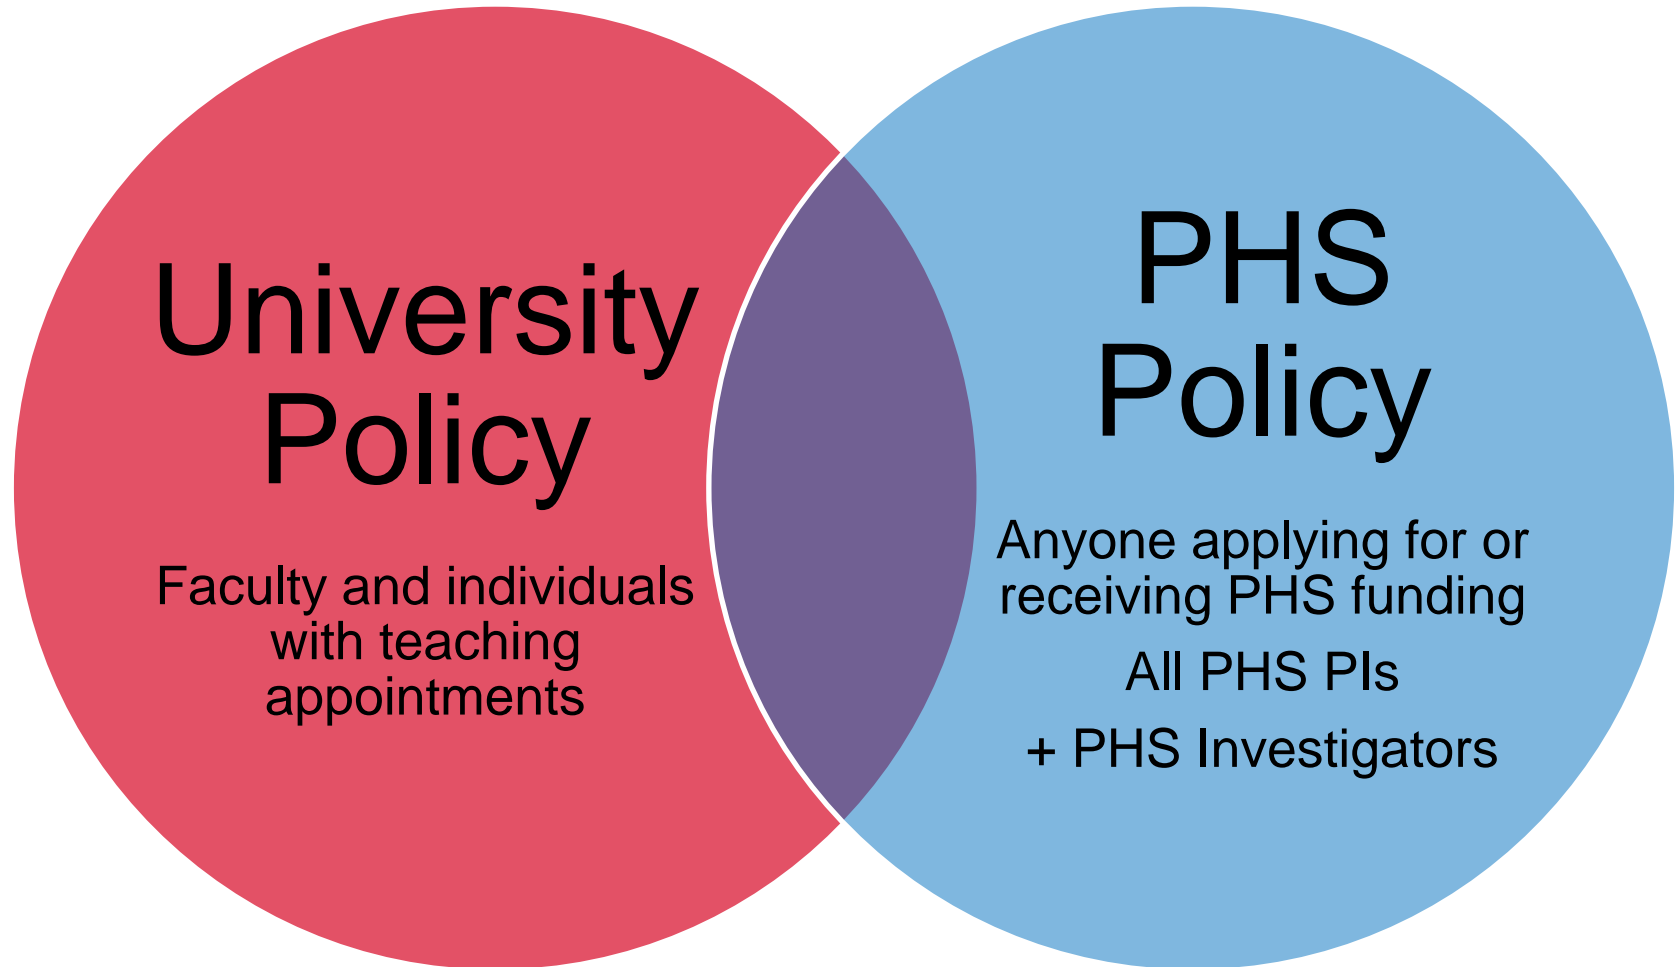 University
Policy
Faculty and individuals
with teaching
appointments
PHS
Policy
Anyone applying for or
receiving PHS funding
All PHS PIs
+ PHS Investigators